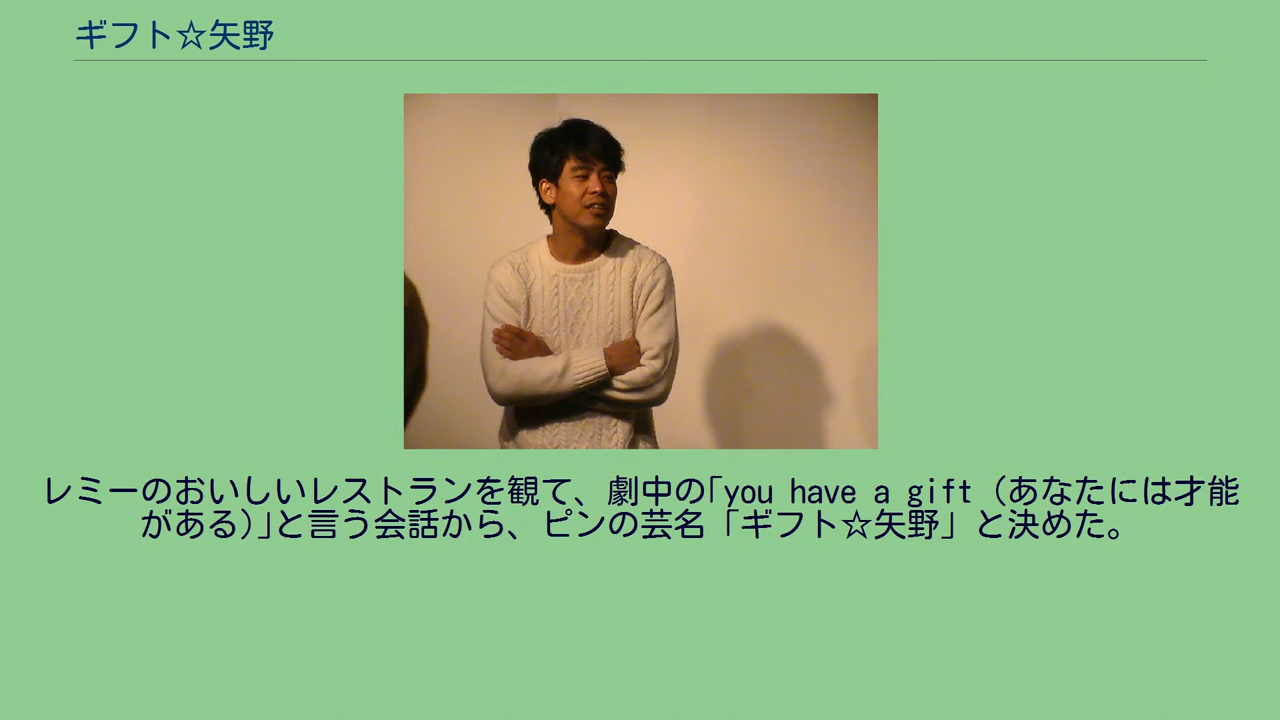 ギフト☆矢野
レミーのおいしいレストランを観て、劇中の｢you have a gift (あなたには才能
がある)｣と言う会話から、ピンの芸名「ギフト☆矢野」と決めた。